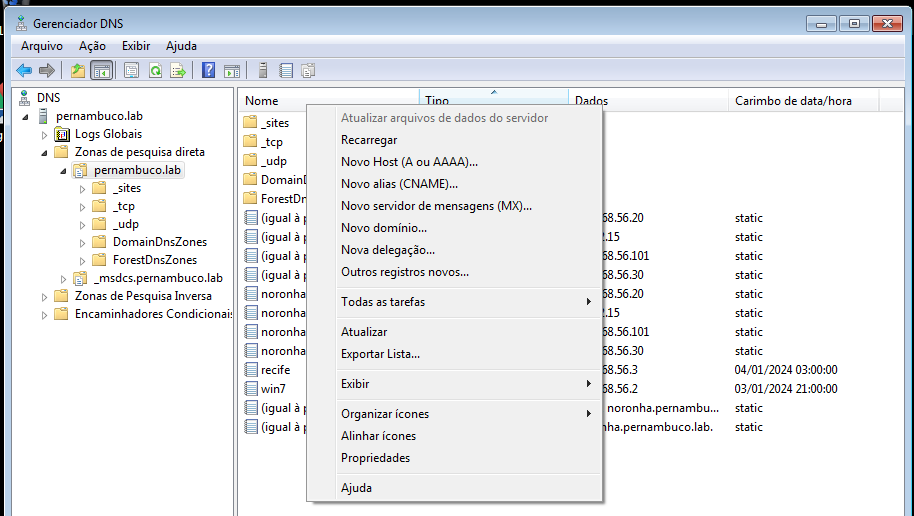 Gerenciador DNS
Arquivo Ação Exibir Ajuda
DNS
pernambuco.lab
Logs Globais
Zonas de pesquisa direta
pernambuco.lab
_sites
_tcp
_udp
DomainDnsZones
ForestDnsZones
_msdcs.pernambuco.lab
Zonas de Pesquisa Inversa
Encaminhadores Condicionais
Nome Tipo Dados Carimbo de data/hora
_sites
_tcp
_udp
DomainD
ForestDn
(igual à p 68.56.20 static
(igual à p 2.15 static
(igual à p 68.56.101 static
(igual à p 68.56.30 static
noronha 68.56.20 static
noronha 2.15 static
noronha 68.56.101 static
noronha 68.56.30 static
recife 68.56.3 04/01/2024 03:00:00
win7 68.56.2 03/01/2024 21:00:00
(igual à p noronha.pernambu... static
(igual à p nha.pernambuco.lab. static
Atualizar arquivos de dados do servidor
Recarregar
Novo Host (A ou AAAA)...
Novo alias (CNAME)...
Novo servidor de mensagens (MX)...
Novo domínio...
Nova delegação...
Outros registros novos...
Todas as tarefas
Atualizar
Exportar Lista...
Exibir
Organizar ícones
Alinhar ícones
Propriedades
Ajuda